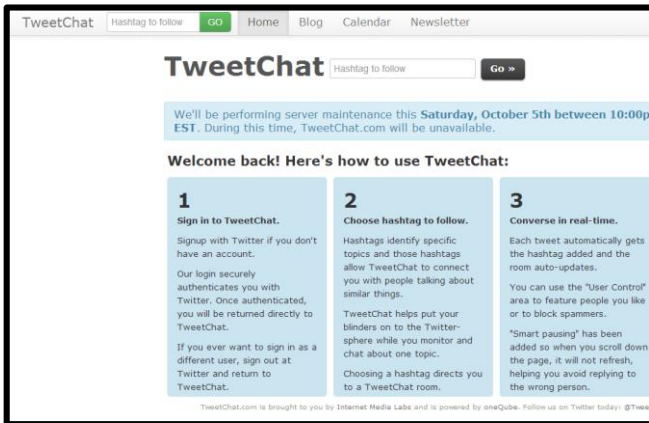 TweetChat Hashtag to follow GO Home Blog Calendar Newsletter
TweetChat Hashtag to follow Go »
We'll be performing server maintenance this Saturday, October 5th between 10:00p
EST. During this time, TweetChat.com will be unavailable.
Welcome back! Here's how to use TweetChat:
1
Sign in to TweetChat.
Signup with Twitter if you don't
have an account.
Our login securely
authenticates you with
Twitter. Once authenticated,
you will be returned directly to
TweetChat.
If you ever want to sign in as a
different user, sign out at
Twitter and return to
TweetChat.
2
Choose hashtag to follow.
Hashtags identify specific
topics and those hashtags
allow TweetChat to connect
you with people talking about
similar things.
TweetChat helps put your
blinders on to the Twitter-
sphere while you monitor and
chat about one topic.
Choosing a hashtag directs you
to a TweetChat room.
3
Converse in real-time.
Each tweet automatically gets
the hashtag added and the
room auto-updates.
You can use the "User Control"
area to feature people you like
or to block spammers.
"Smart pausing" has been
added so when you scroll down
the page, it will not refresh,
helping you avoid replying to
the wrong person.
TweetChat.com is brought to you by Internet Media Labs and is powered by oneQube. Follow us on Twitter today: @Twee